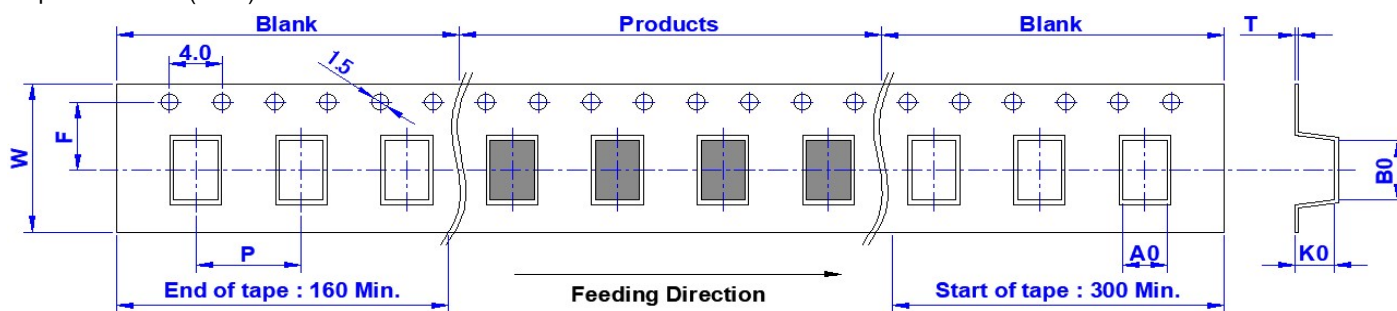 Blank Products Blank T
4.0 1.5
F
W
B0
P A0 K0
End of tape : 160 Min. Feeding Direction Start of tape : 300 Min.